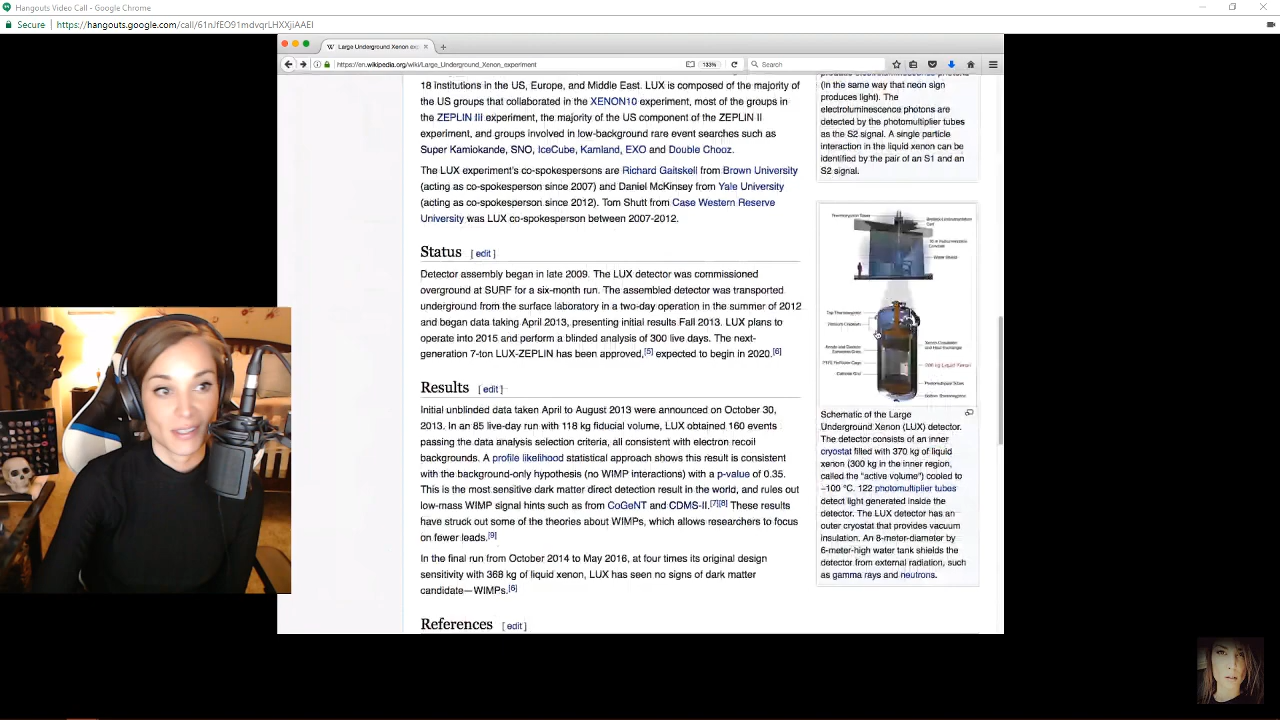 Hangouts Video Call - Google Chrome
Secure
https://hangouts.google.com/call/61nJfEO91mdvqrLHXXjiAAEI
Large Underground Xenon exp
https://en.wikipedia.org/wiki/Large_Underground_Xenon_experiment
133%
Search
18 institutions in the US, Europe, and Middle East. LUX is composed of the majority of
the US groups that collaborated in the XENON10 experiment, most of the groups in
the ZEPLIN III experiment, the majority of the US component of the ZEPLIN II
experiment, and groups involved in low-background rare event searches such as
Super Kamiokande, SNO, IceCube, Kamland, EXO and Double Chooz.
The LUX experiment's co-spokespersons are Richard Gaitskell from Brown University
(acting as co-spokesperson since 2007) and Daniel McKinsey from Yale University
(acting as co-spokesperson since 2012). Tom Shutt from Case Western Reserve
University was LUX co-spokesperson between 2007-2012.
Status
[ edit ]
Detector assembly began in late 2009. The LUX detector was commissioned
overground at SURF for a six-month run. The assembled detector was transported
underground from the surface laboratory in a two-day operation in the summer of 2012
and began data taking April 2013, presenting initial results Fall 2013. LUX plans to
operate into 2015 and perform a blinded analysis of 300 live days. The next-
generation 7-ton LUX-ZEPLIN has been approved,[5] expected to begin in 2020.[6]
Results
[ edit ]
Initial unblinded data taken April to August 2013 were announced on October 30,
2013. In an 85 live-day run with 118 kg fiducial volume, LUX obtained 160 events
passing the data analysis selection criteria, all consistent with electron recoil
backgrounds. A profile likelihood statistical approach shows this result is consistent
with the background-only hypothesis (no WIMP interactions) with a p-value of 0.35.
This is the most sensitive dark matter direct detection result in the world, and rules out
low-mass WIMP signal hints such as from CoGeNT and CDMS-II.[7][8] These results
have struck out some of the theories about WIMPs, which allows researchers to focus
on fewer leads.[9]
In the final run from October 2014 to May 2016, at four times its original design
sensitivity with 368 kg of liquid xenon, LUX has seen no signs of dark matter
candidate—WIMPs.[6]
References
[ edit ]
(in the same way that neon sign
produces light). The
electroluminescence photons are
detected by the photomultiplier tubes
as the S2 signal. A single particle
interaction in the liquid xenon can be
identified by the pair of an S1 and an
S2 signal.
Schematic of the Large
Underground Xenon (LUX) detector.
The detector consists of an inner
cryostat filled with 370 kg of liquid
xenon (300 kg in the inner region,
called the "active volume") cooled to
−100 °C. 122 photomultiplier tubes
detect light generated inside the
detector. The LUX detector has an
outer cryostat that provides vacuum
insulation. An 8-meter-diameter by
6-meter-high water tank shields the
detector from external radiation, such
as gamma rays and neutrons.